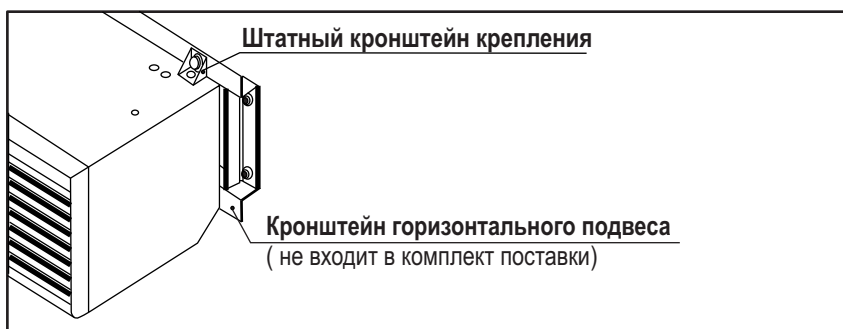 Штатный кронштейн крепления
Кронштейн горизонтального подвеса
( не входит в комплект поставки)